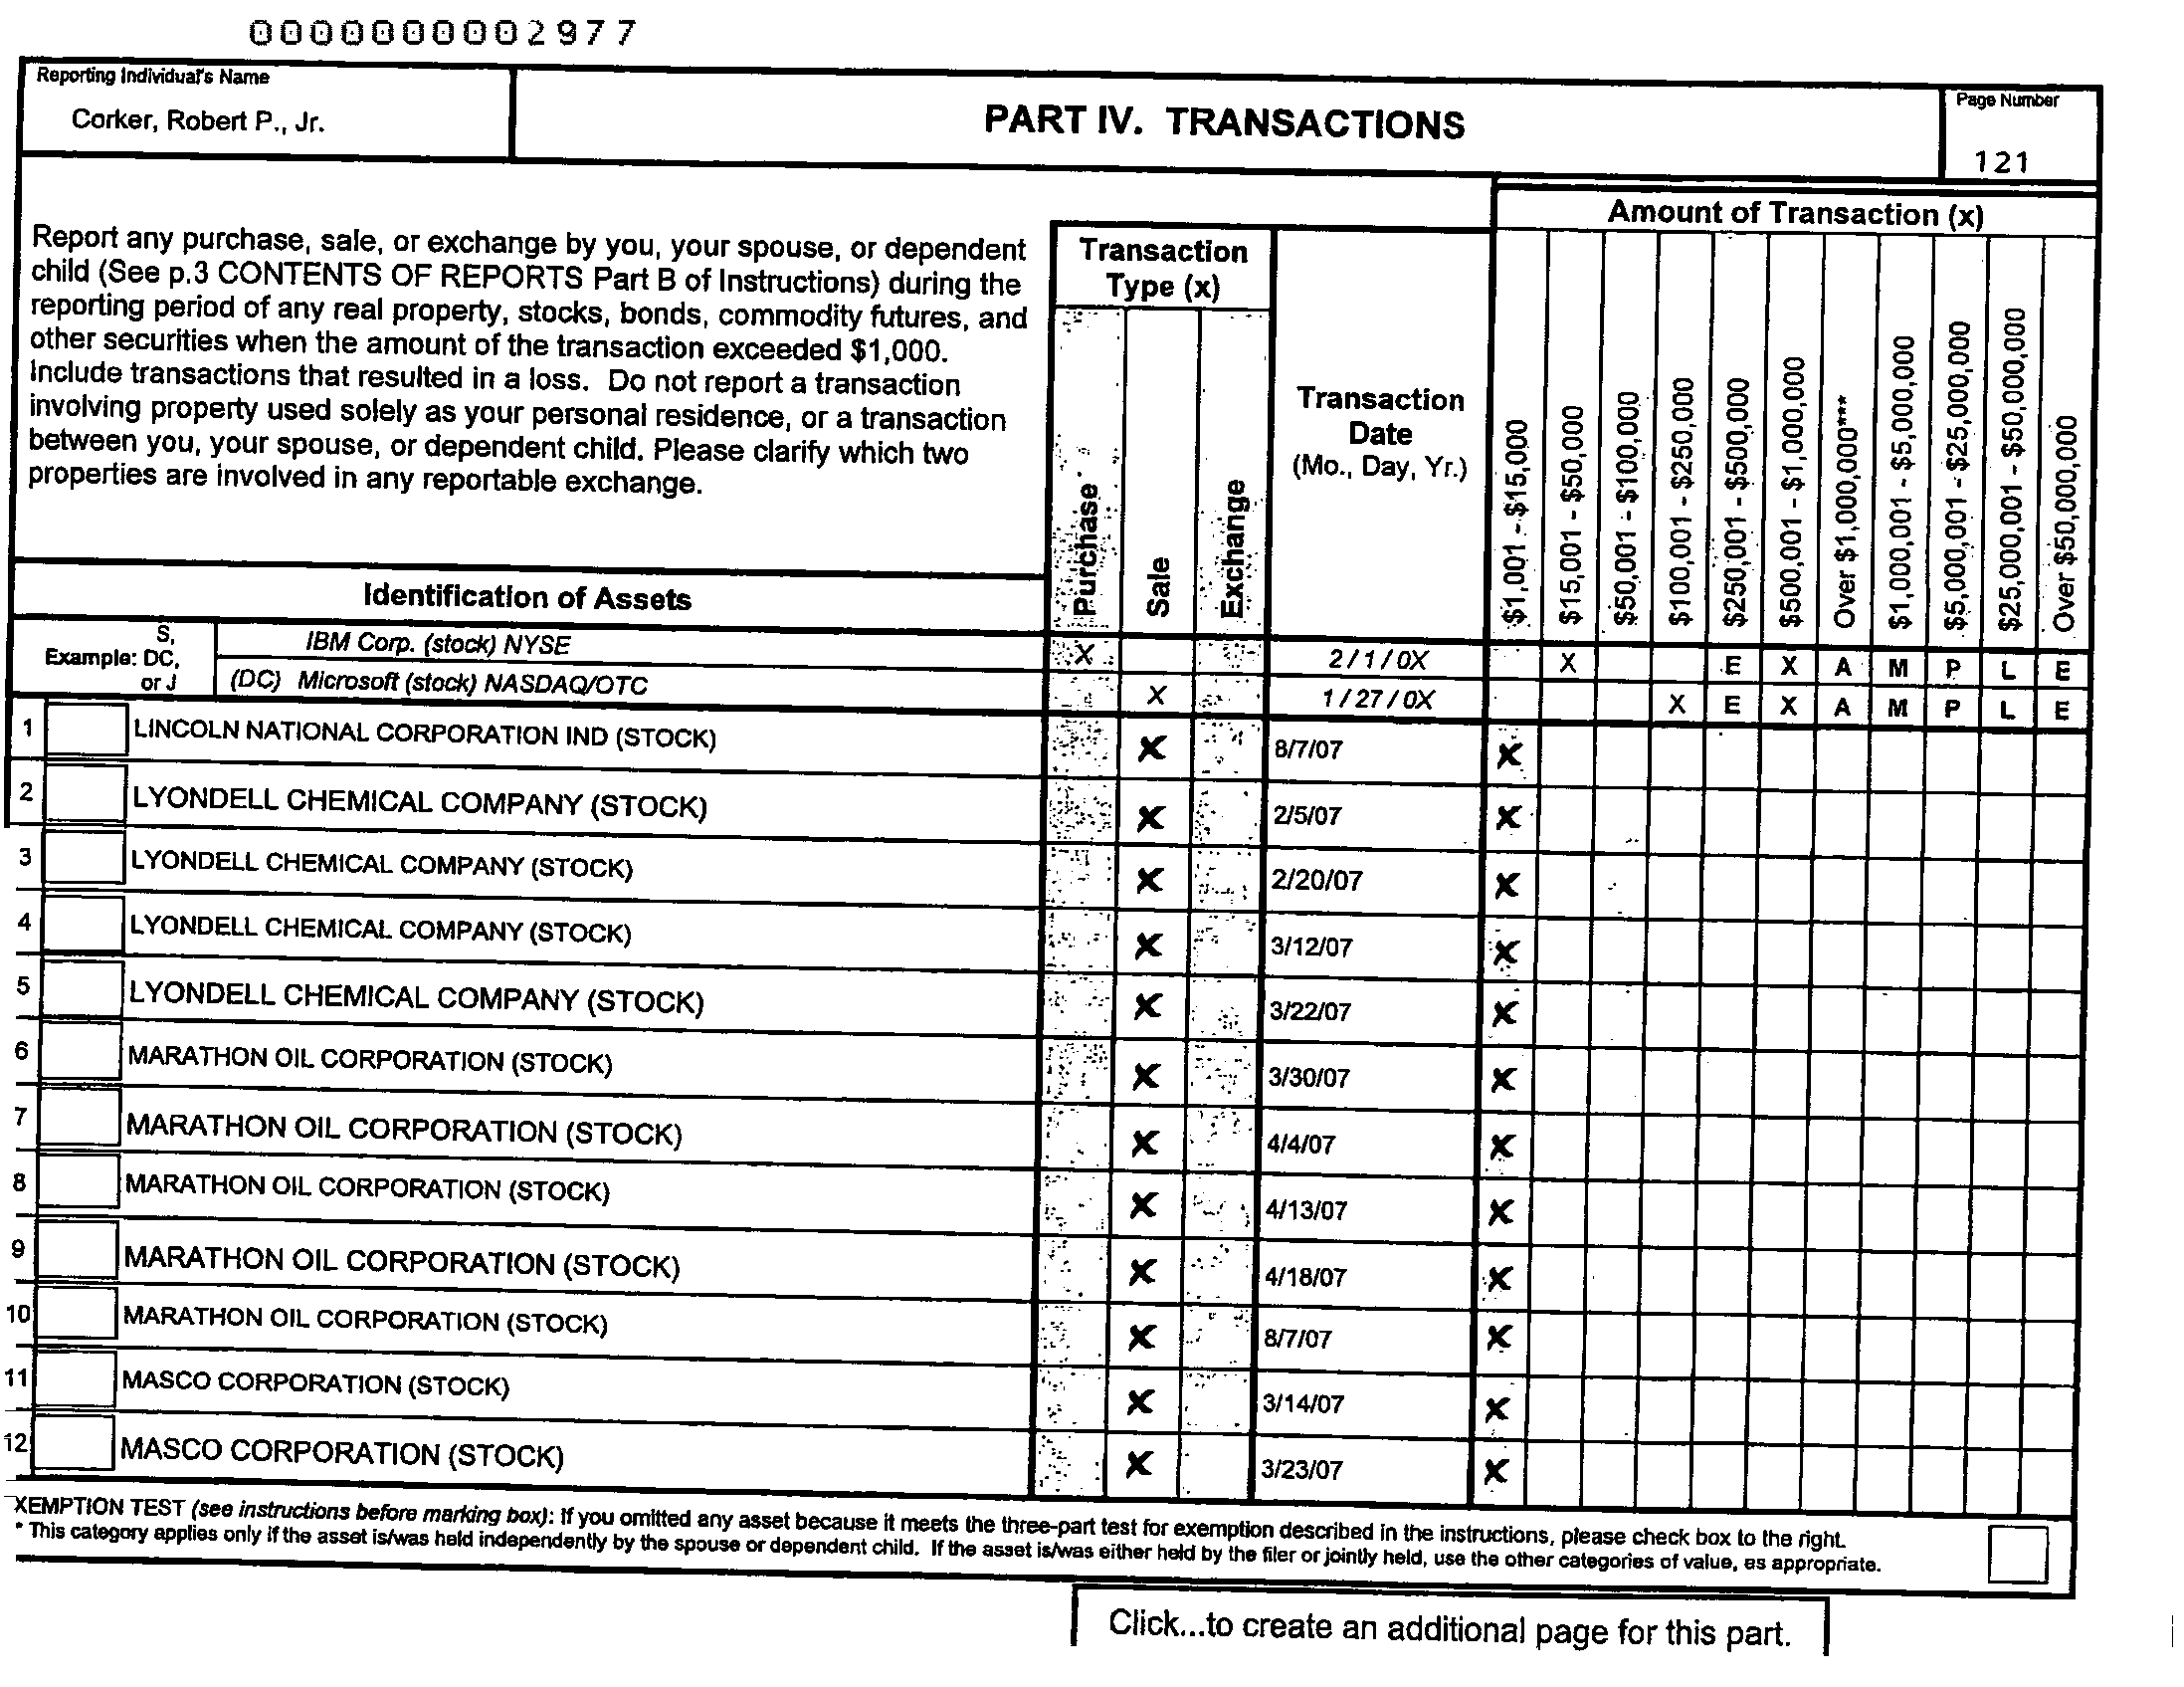 0000000002977
Reporting Individual's Name
Corker, Robert P., Jr.
PART IV. TRANSACTIONS
Page Number
121
Report any purchase, sale, or exchange by you, your spouse, or dependent
child (See p.3 CONTENTS OF REPORTS Part B of Instructions) during the
reporting period of any real property, stocks, bonds, commodity futures, and
other securities when the amount of the transaction exceeded $1,000.
Include transactions that resulted in a loss. Do not report a transaction
involving property used solely as your personal residence, or a transaction
between you, your spouse, or dependent child. Please clarify which two
properties are involved in any reportable exchange.
Transaction
Type (x)
Purchase
Sale
Exchange
Transaction
Date
(Mo., Day, Yr.)
Amount of Transaction (x)
$1,001 - $15,000
$15,001 - $50,000
$50,001 - $100,000
$100,001 - $250,000
$250,001 - $500,000
$500,001 - $1,000,000
Over $1,000,000***
$1,000,001 - $5,000,000
$5,000,001 - $25,000,000
$25,000,001 - $50,000,000
Over $50,000,000
Identification of Assets
Example: S, DC, or J
IBM Corp. (stock) NYSE X 2/1/0X X E X A M P L E
(DC) Microsoft (stock) NASDAQ/OTC X 1/27/0X X E X A M P L E
1 LINCOLN NATIONAL CORPORATION IND (STOCK) X 8/7/07 X
2 LYONDELL CHEMICAL COMPANY (STOCK) X 2/5/07 X
3 LYONDELL CHEMICAL COMPANY (STOCK) X 2/20/07 X
4 LYONDELL CHEMICAL COMPANY (STOCK) X 3/12/07 X
5 LYONDELL CHEMICAL COMPANY (STOCK) X 3/22/07 X
6 MARATHON OIL CORPORATION (STOCK) X 3/30/07 X
7 MARATHON OIL CORPORATION (STOCK) X 4/4/07 X
8 MARATHON OIL CORPORATION (STOCK) X 4/13/07 X
9 MARATHON OIL CORPORATION (STOCK) X 4/18/07 X
10 MARATHON OIL CORPORATION (STOCK) X 8/7/07 X
11 MASCO CORPORATION (STOCK) X 3/14/07 X
12 MASCO CORPORATION (STOCK) X 3/23/07 X
XEMPTION TEST (see instructions before marking box): If you omitted any asset because it meets the three-part test for exemption described in the instructions, please check box to the right.
* This category applies only if the asset is/was held independently by the spouse or dependent child. If the asset is/was either held by the filer or jointly held, use the other categories of value, as appropriate.
Click...to create an additional page for this part.